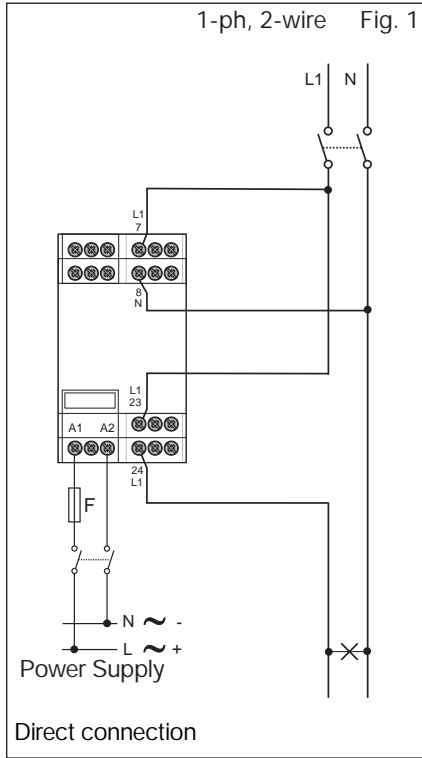 1-ph, 2-wire Fig. 1
L1 N
L1
7
8
N
L1
23
A1 A2
24
L1
F
N ~ -
L ~ +
Power Supply
Direct connection